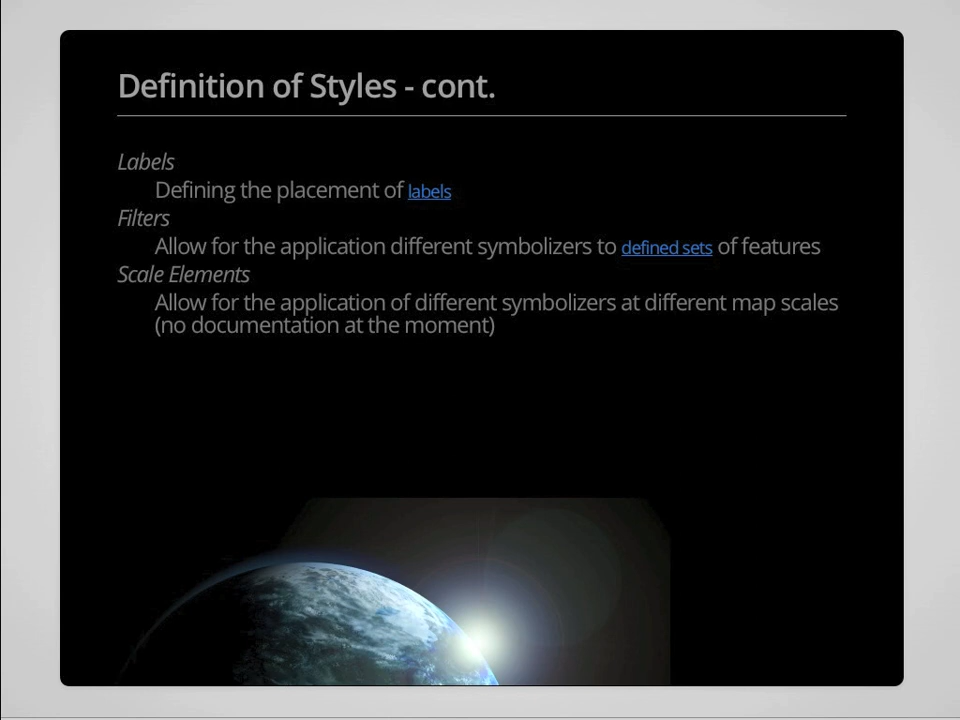 Definition of Styles - cont.
Labels
Defining the placement of labels
Filters
Allow for the application different symbolizers to defined sets of features
Scale Elements
Allow for the application of different symbolizers at different map scales
(no documentation at the moment)